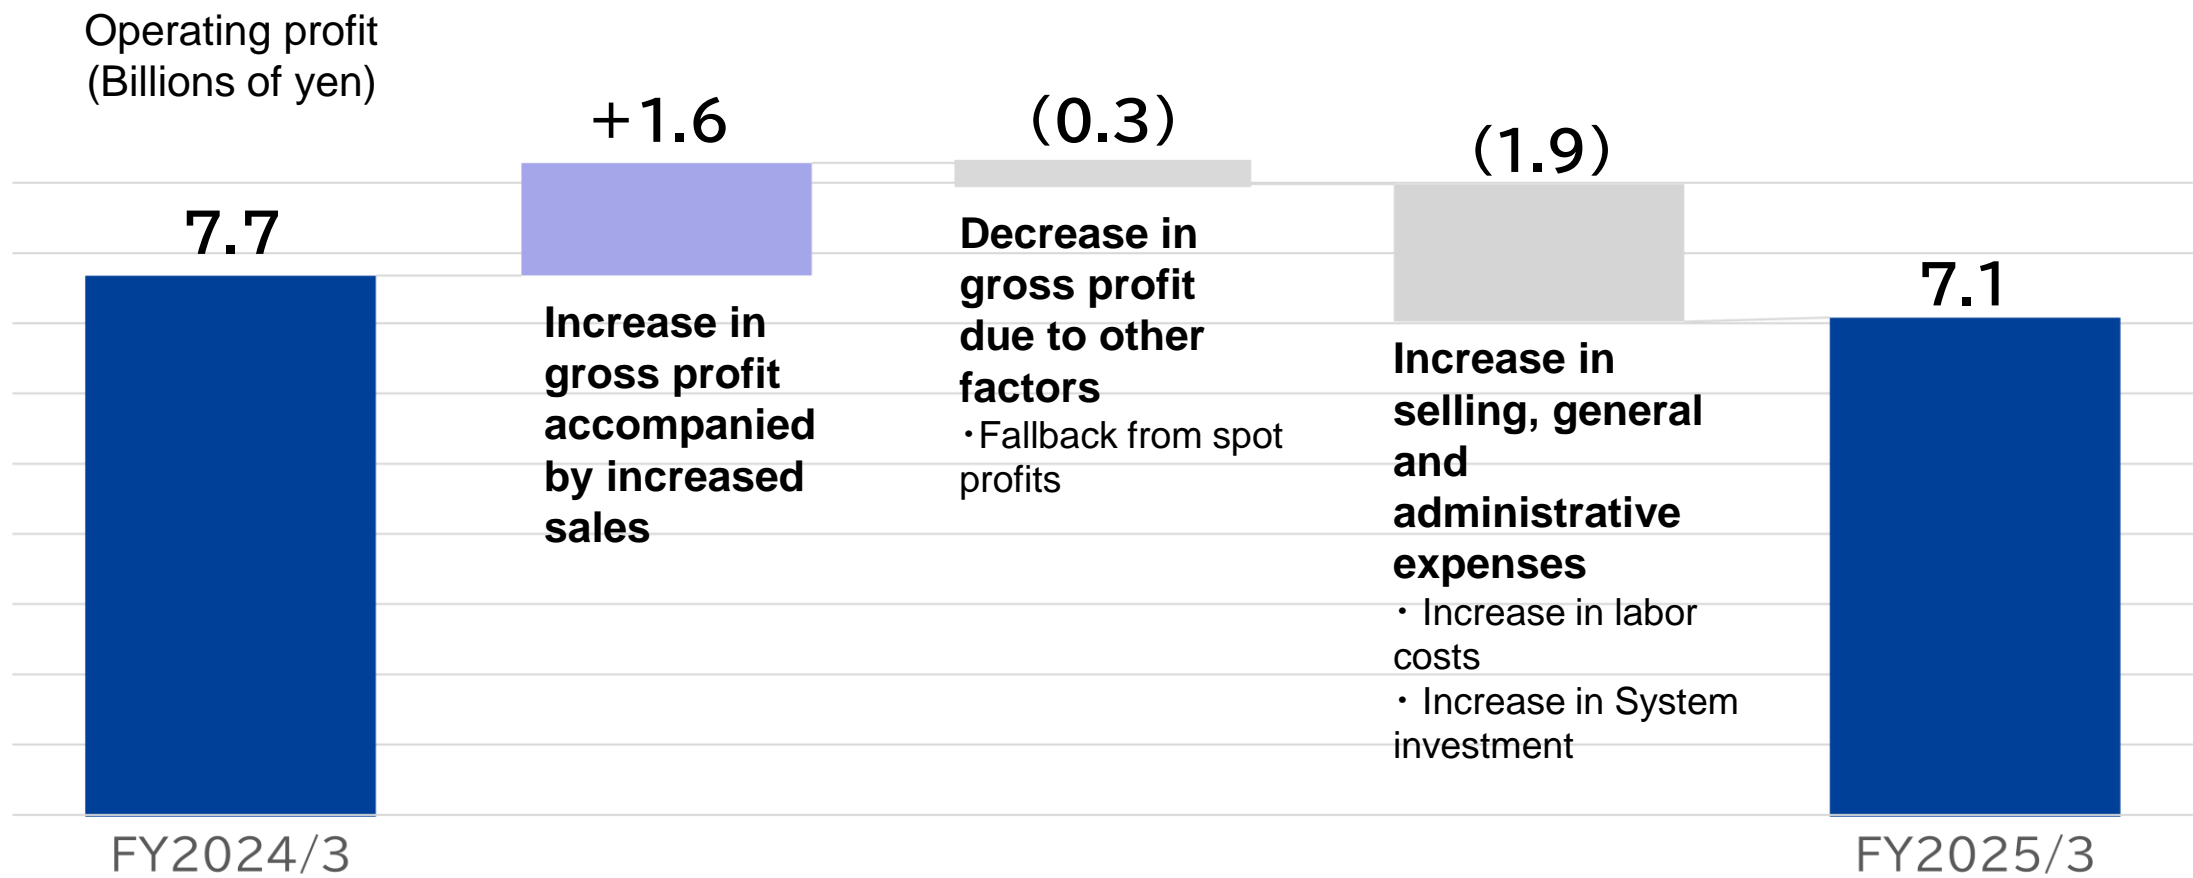 Operating profit
(Billions of yen)
7.7
+1.6
Increase in
gross profit
accompanied
by increased
sales
(0.3)
Decrease in
gross profit
due to other
factors
・Fallback from spot
profits
(1.9)
Increase in
selling, general
and
administrative
expenses
・ Increase in labor
costs
・ Increase in System
investment
7.1
FY2024/3
FY2025/3